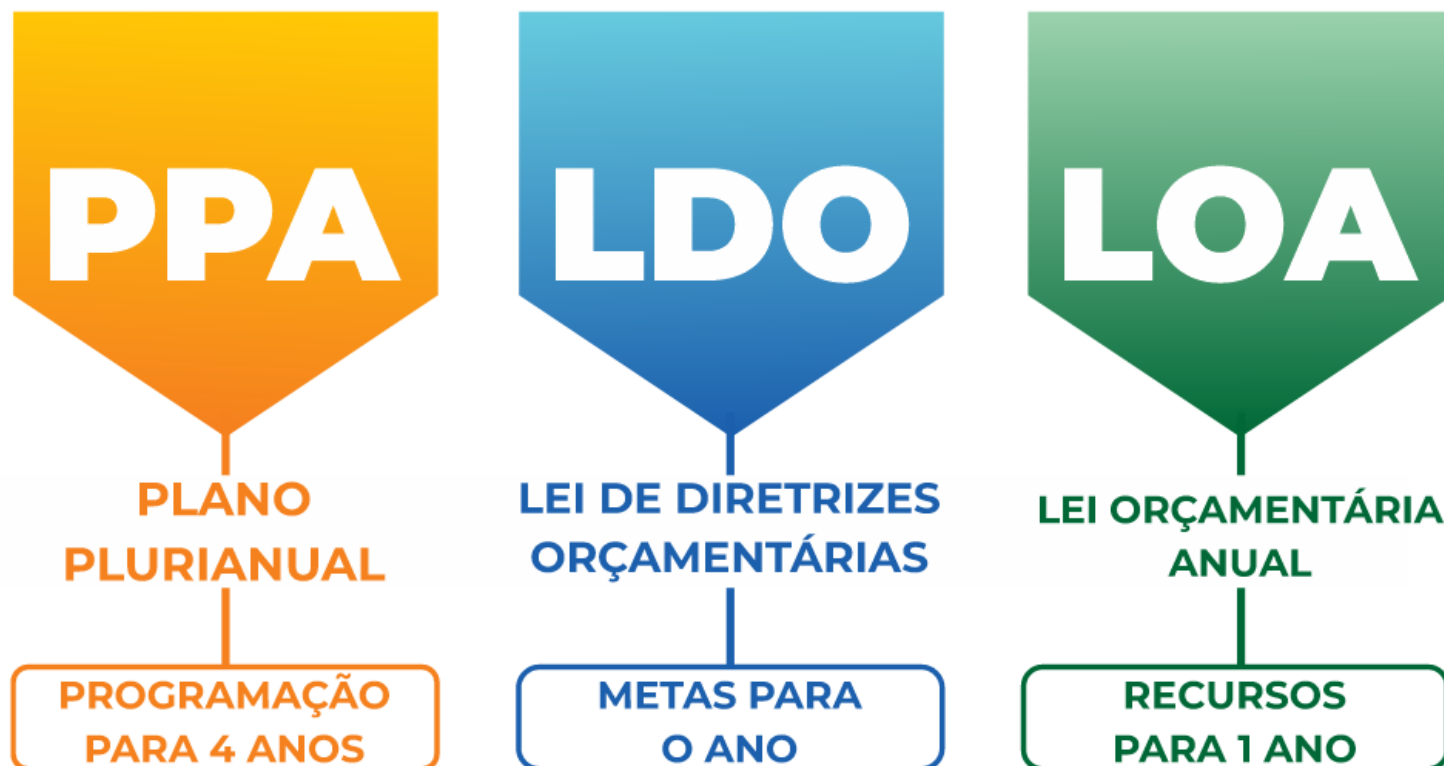 PPA
PLANO
PLURIANUAL
PROGRAMAÇÃO
PARA 4 ANOS
LDO
LEI DE DIRETRIZES
ORÇAMENTÁRIAS
METAS PARA
O ANO
LOA
LEI ORÇAMENTÁRIA
ANUAL
RECURSOS
PARA 1 ANO